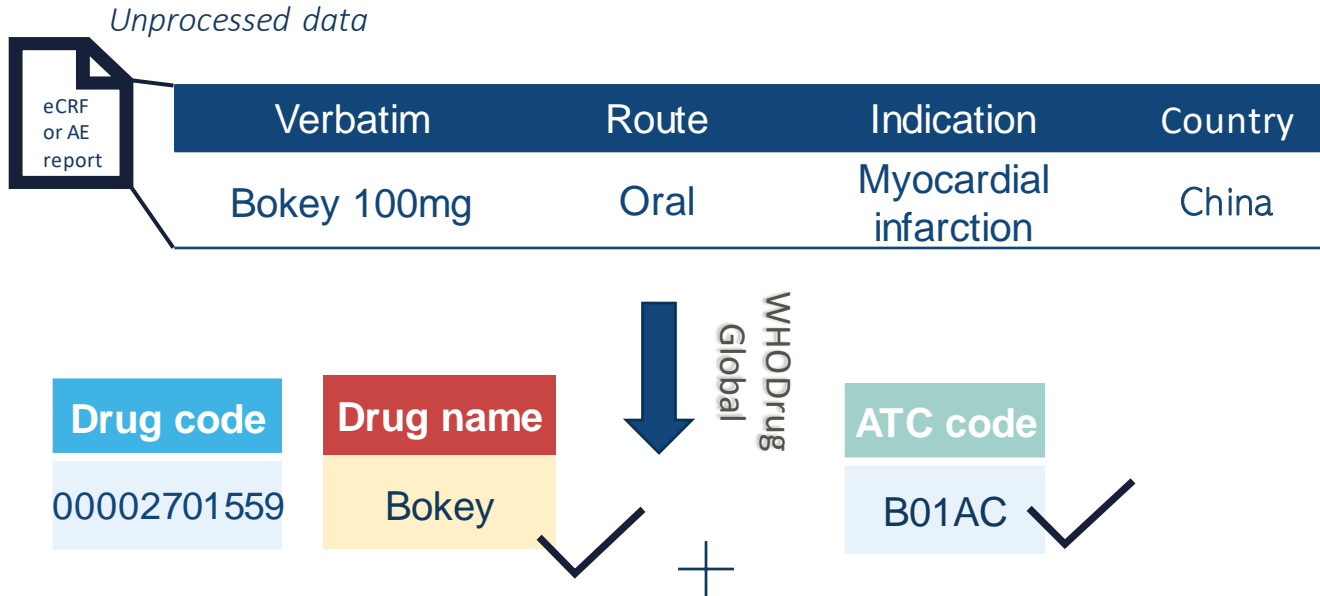 Unprocessed data
eCRF
or AE
report
Verbatim Route Indication Country
Bokey 100mg Oral Myocardial
infarction China
WHODrug
Global
Drug code Drug name ATC code
00002701559 Bokey B01AC